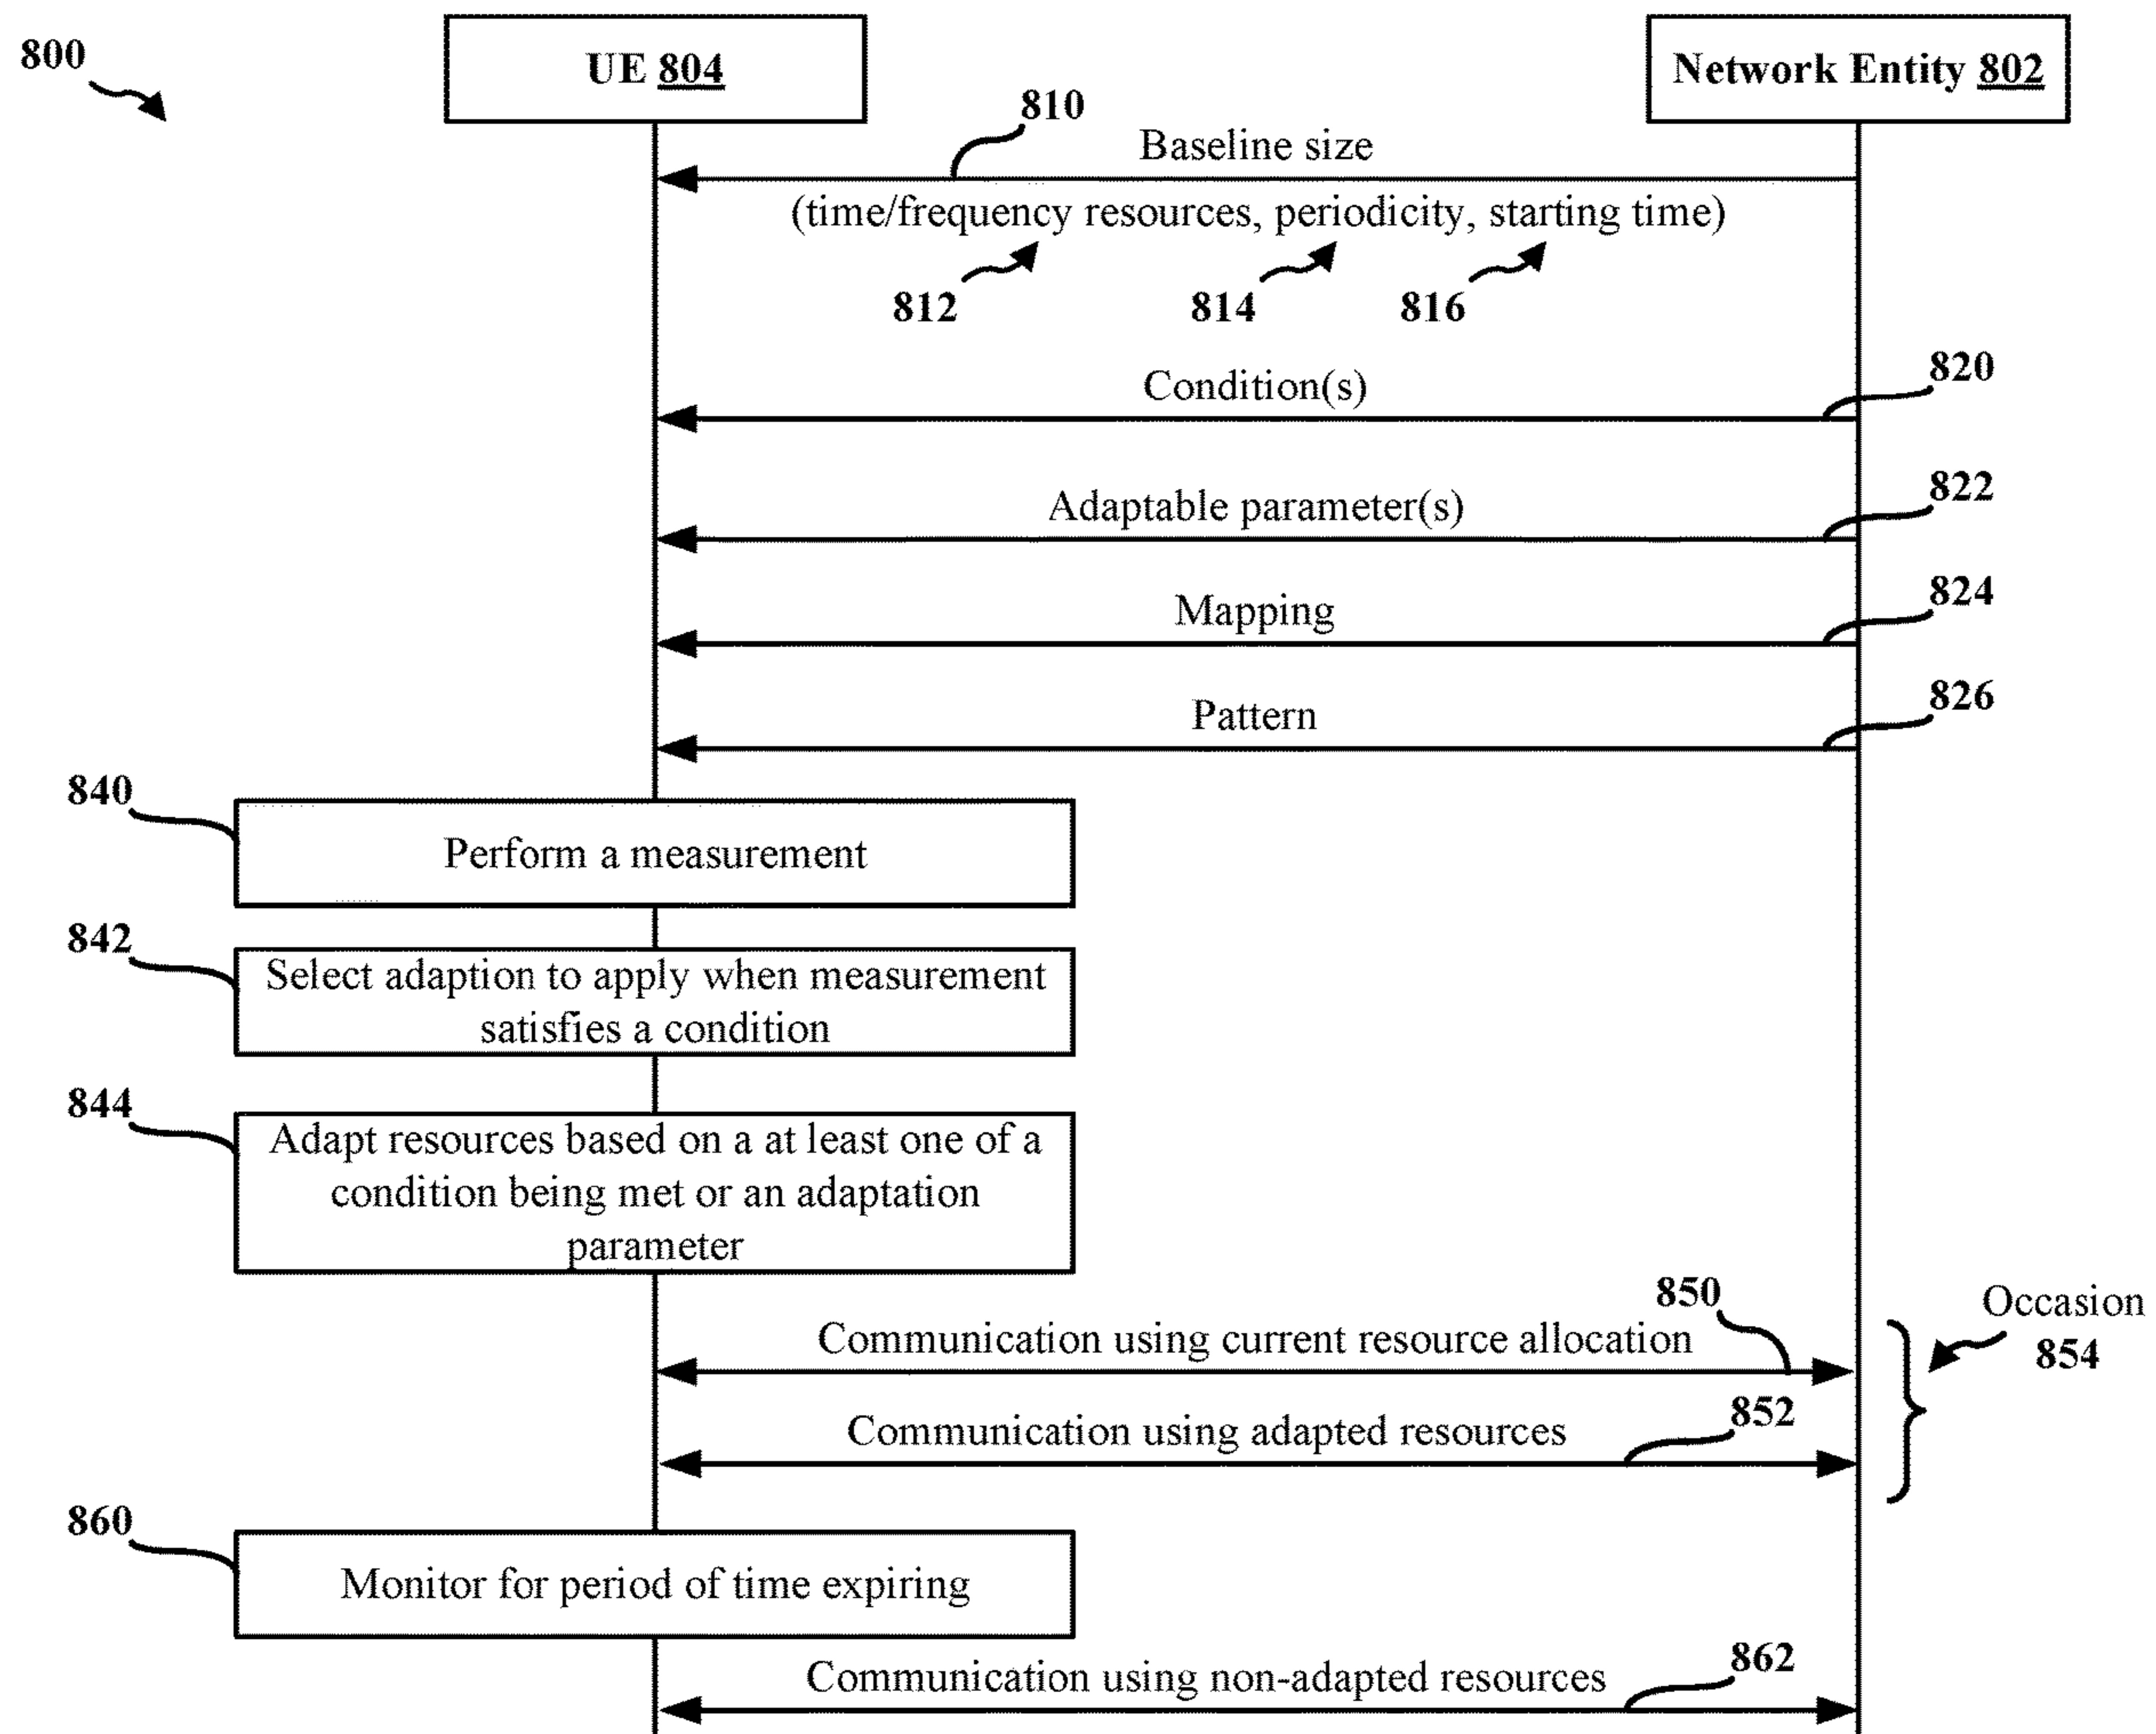 800
UE 804
Network Entity 802
810
Baseline size
(time/frequency resources, periodicity, starting time)
812
814
816
820
Condition(s)
822
Adaptable parameter(s)
824
Mapping
826
Pattern
840
Perform a measurement
842
Select adaption to apply when measurement
satisfies a condition
844
Adapt resources based on a at least one of a
condition being met or an adaptation
parameter
850
Communication using current resource allocation
Occasion
854
852
Communication using adapted resources
860
Monitor for period of time expiring
862
Communication using non-adapted resources